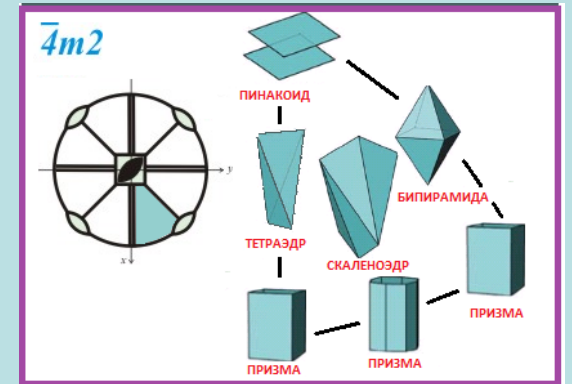 4̅m2
ПИНАКОИД
y
БИПИРАМИДА
ТЕТРАЭДР
СКАЛЕНОЭДР
x
ПРИЗМА
ПРИЗМА
ПРИЗМА